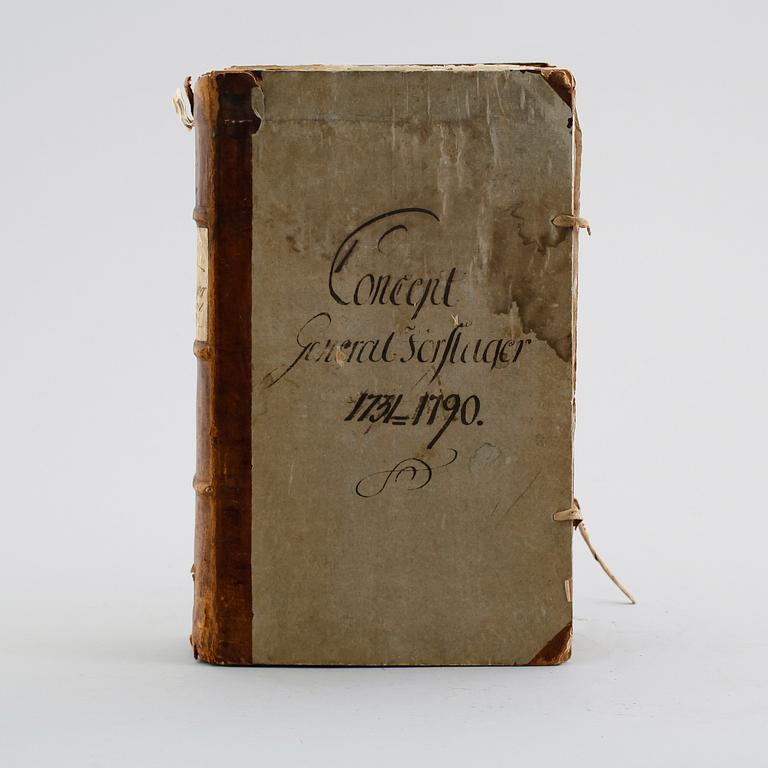 Concept
General Förslager
1731=1790.